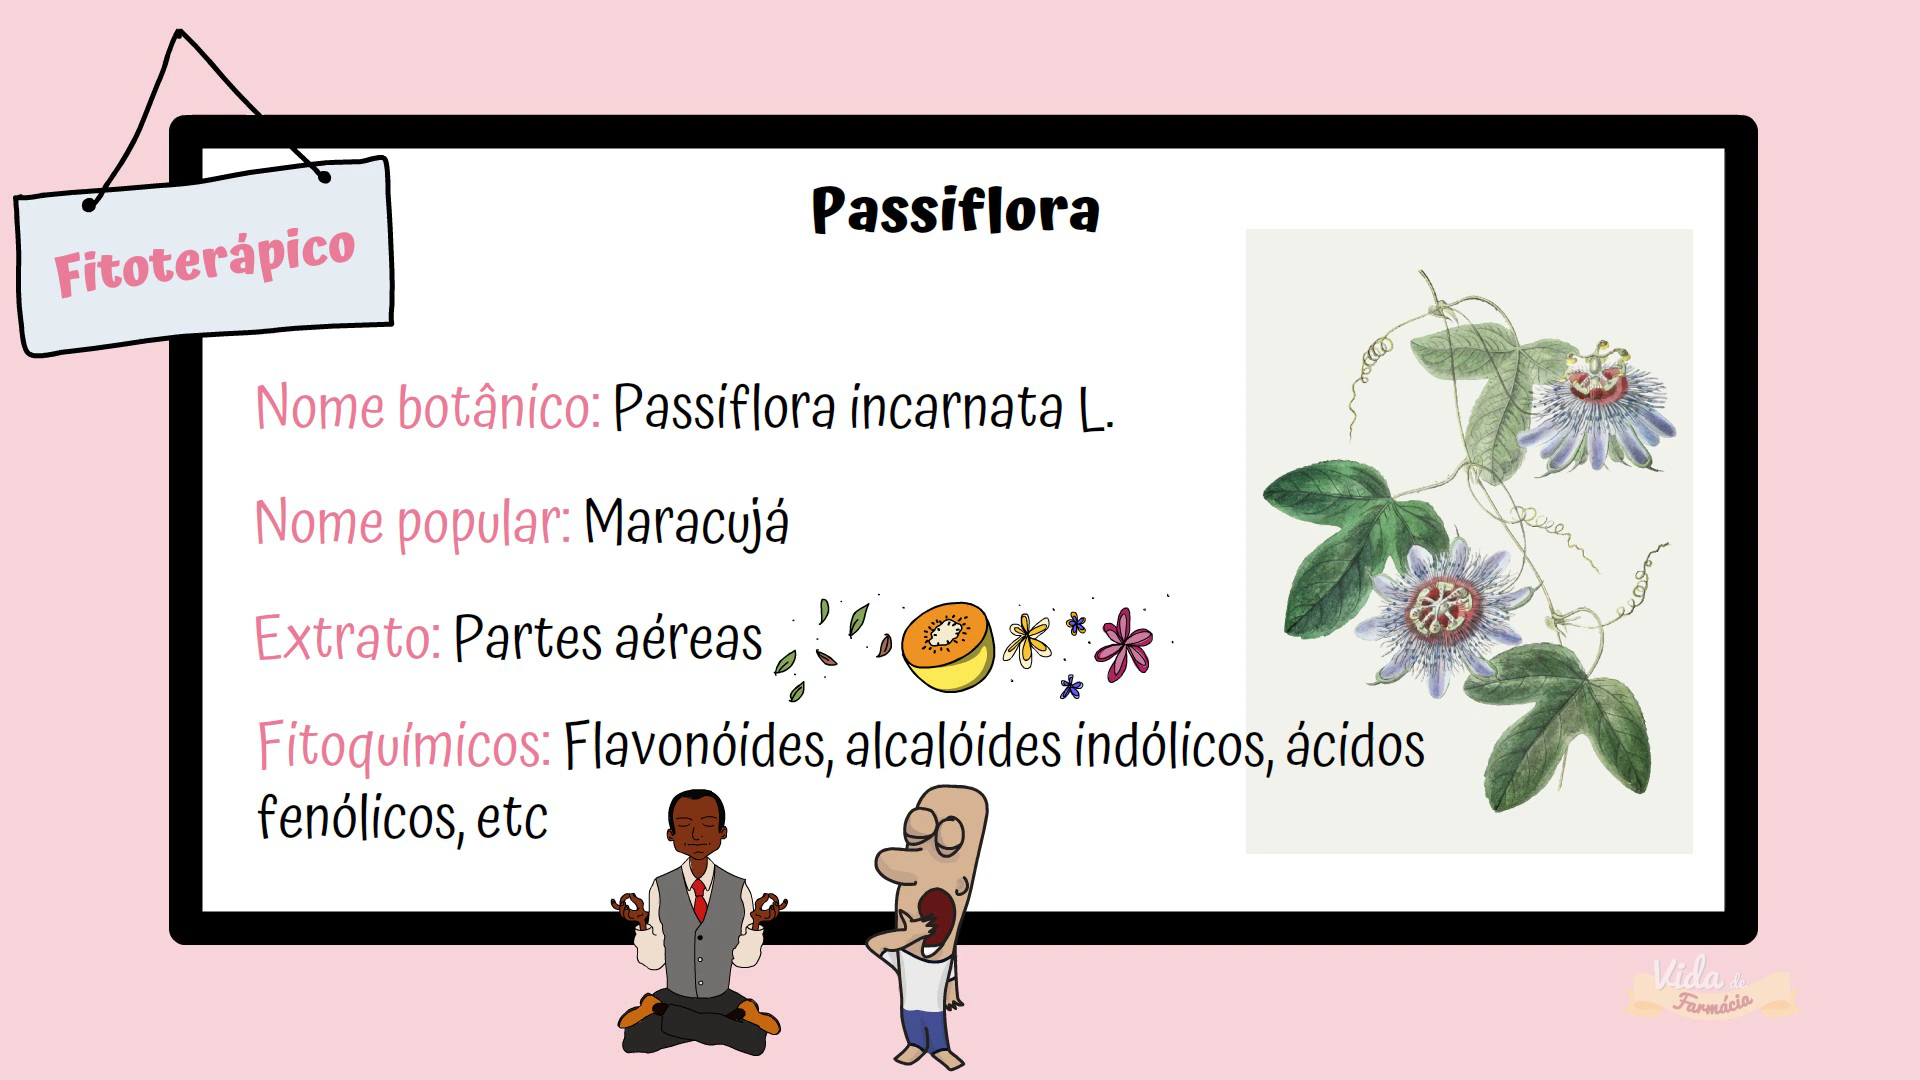 Fitoterápico
Passiflora
Nome botânico: Passiflora incarnata L.
Nome popular: Maracujá
Extrato: Partes aéreas
Fitoquímicos: Flavonóides, alcalóides indólicos, ácidos
fenólicos, etc
Vida de
Farmácia